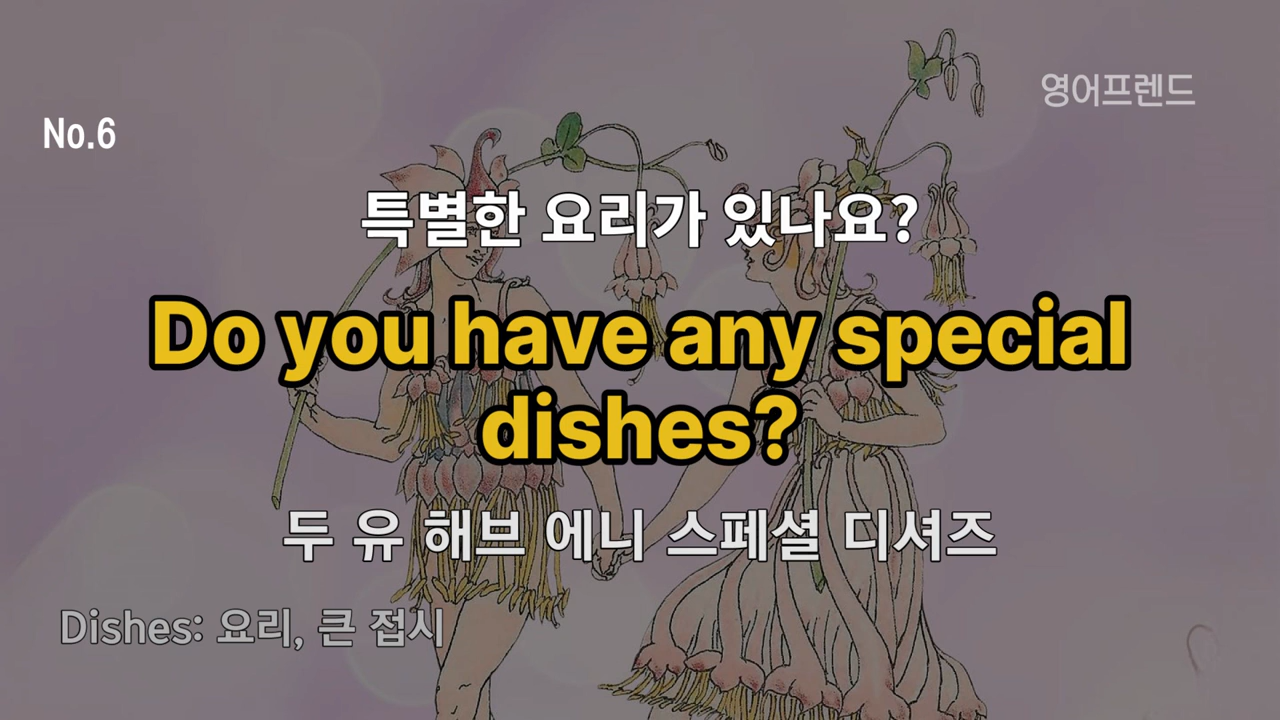 영어프렌드
No.6
특별한 요리가 있나요?
Do you have any special
dishes?
두 유 해브 에니 스페셜 디셔즈
Dishes: 요리, 큰 접시